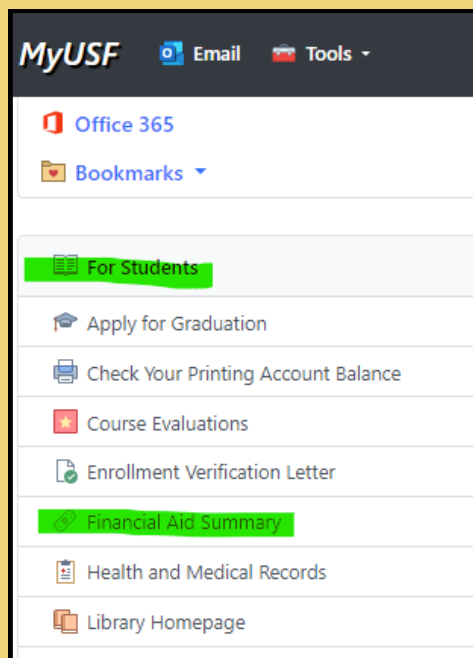 MyUSF Email Tools
Office 365
Bookmarks
For Students
Apply for Graduation
Check Your Printing Account Balance
Course Evaluations
Enrollment Verification Letter
Financial Aid Summary
Health and Medical Records
Library Homepage